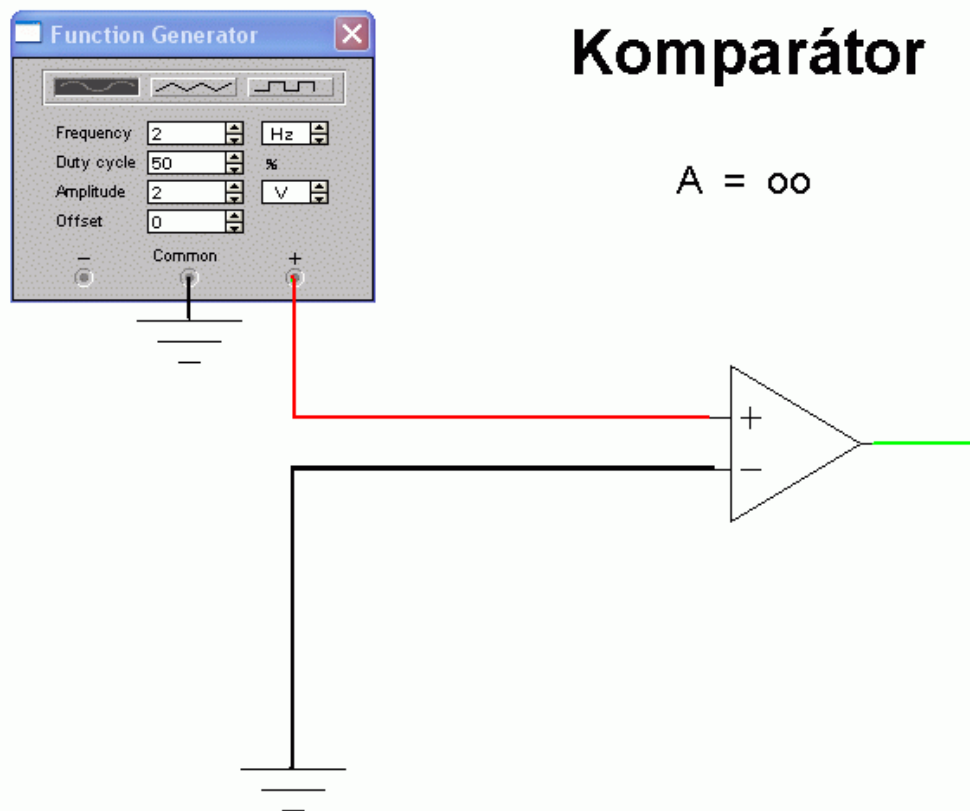 Function Generator
Komparátor
Frequency 2 Hz
Duty cycle 50 %
Amplitude 2 V
Offset 0
A = oo
− Common +
+
−